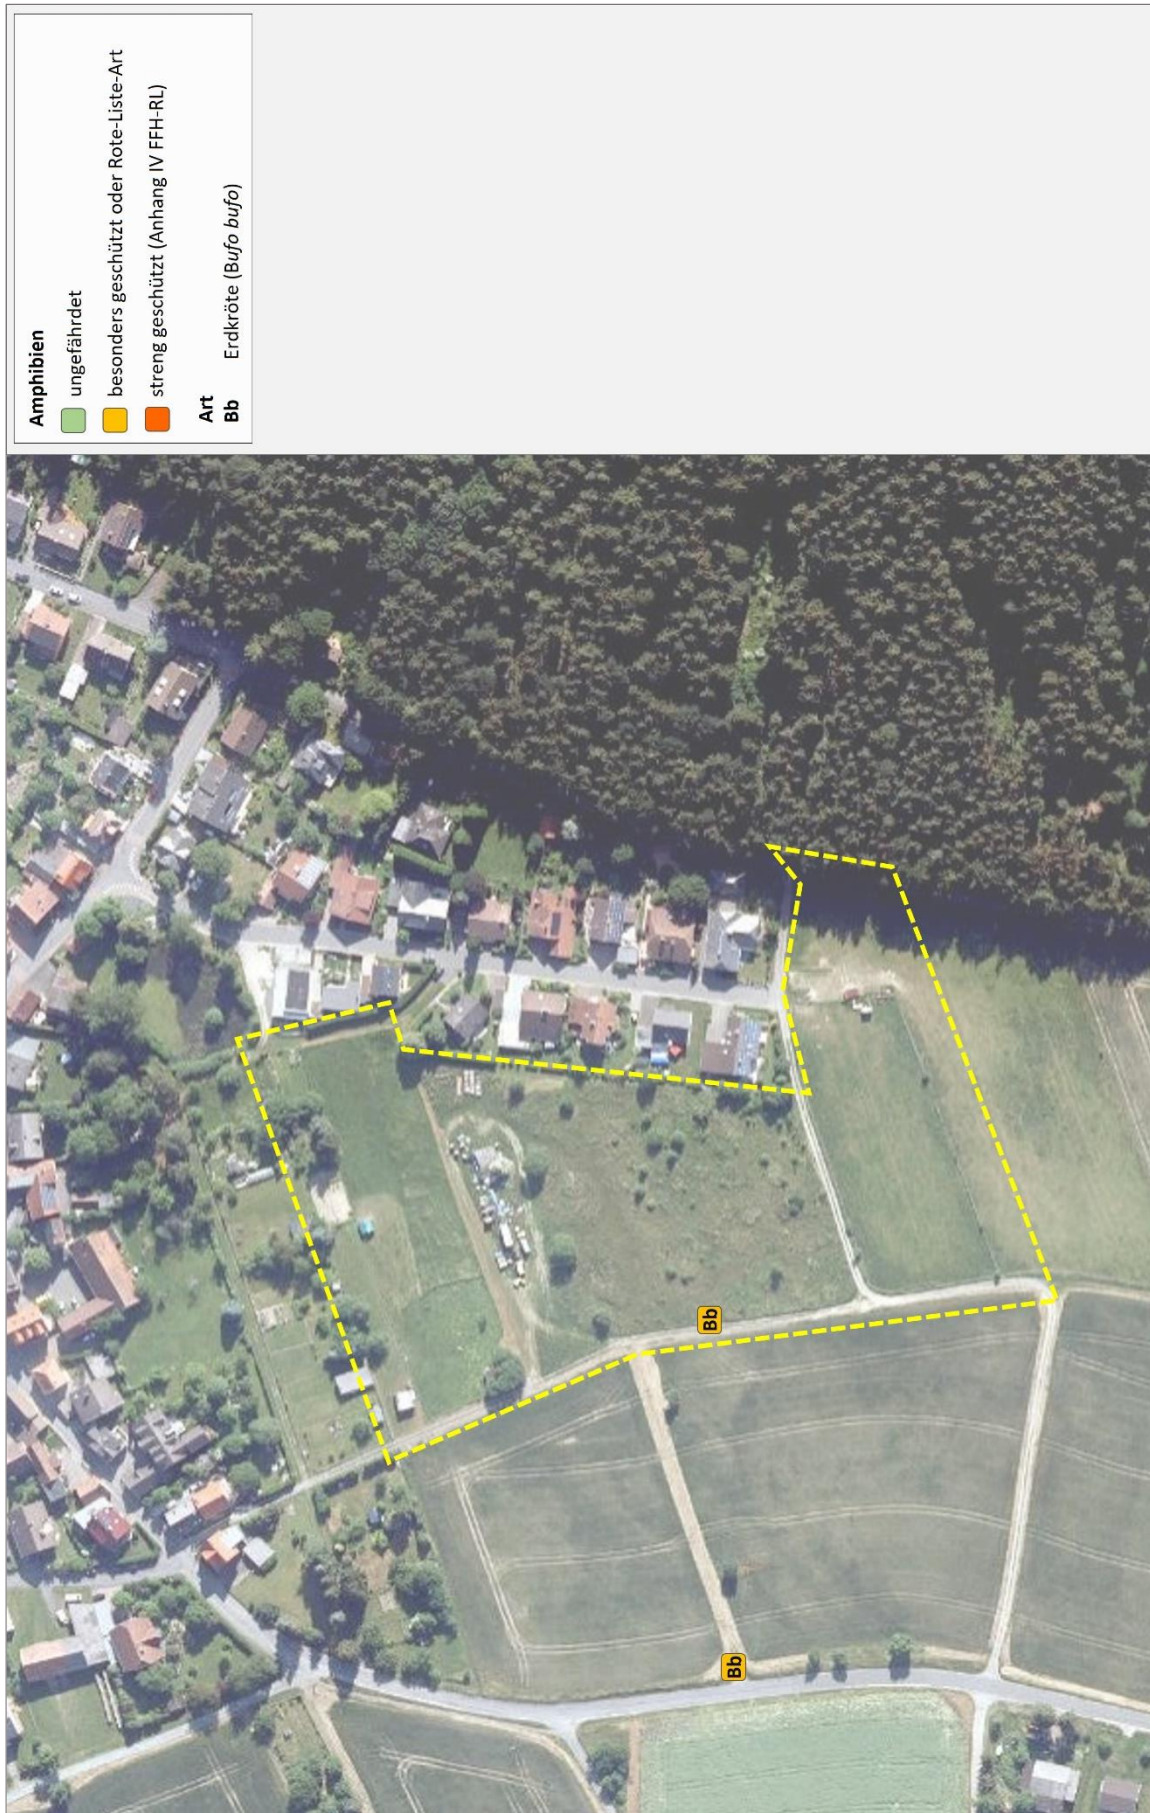 Amphibien
ungefährdet
besonders geschützt oder Rote-Liste-Art
streng geschützt (Anhang IV FFH-RL)
Art
Bb Erdkröte (Bufo bufo)
Bb
Bb